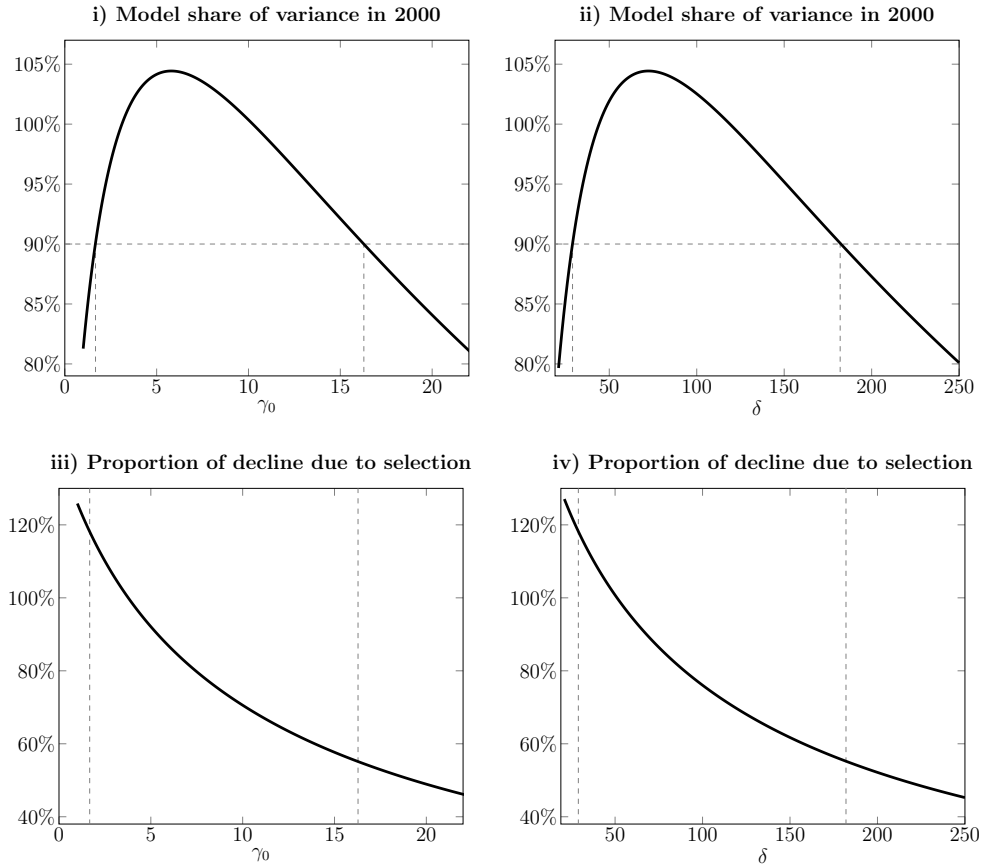 i) Model share of variance in 2000
105%
100%
95%
90%
85%
80%
0 5 10 15 20
γ0
ii) Model share of variance in 2000
105%
100%
95%
90%
85%
80%
50 100 150 200 250
δ
iii) Proportion of decline due to selection
120%
100%
80%
60%
40%
0 5 10 15 20
γ0
iv) Proportion of decline due to selection
120%
100%
80%
60%
40%
50 100 150 200 250
δ